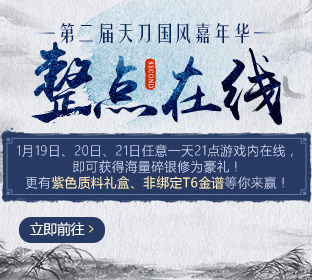 第二届天刀国风嘉年华
整点在线
SECOND
1月19日、20日、21日任意一天21点游戏内在线，
即可获得海量碎银修为豪礼！
更有紫色质料礼盒、非绑定T6金谱等你来赢！
立即前往 >